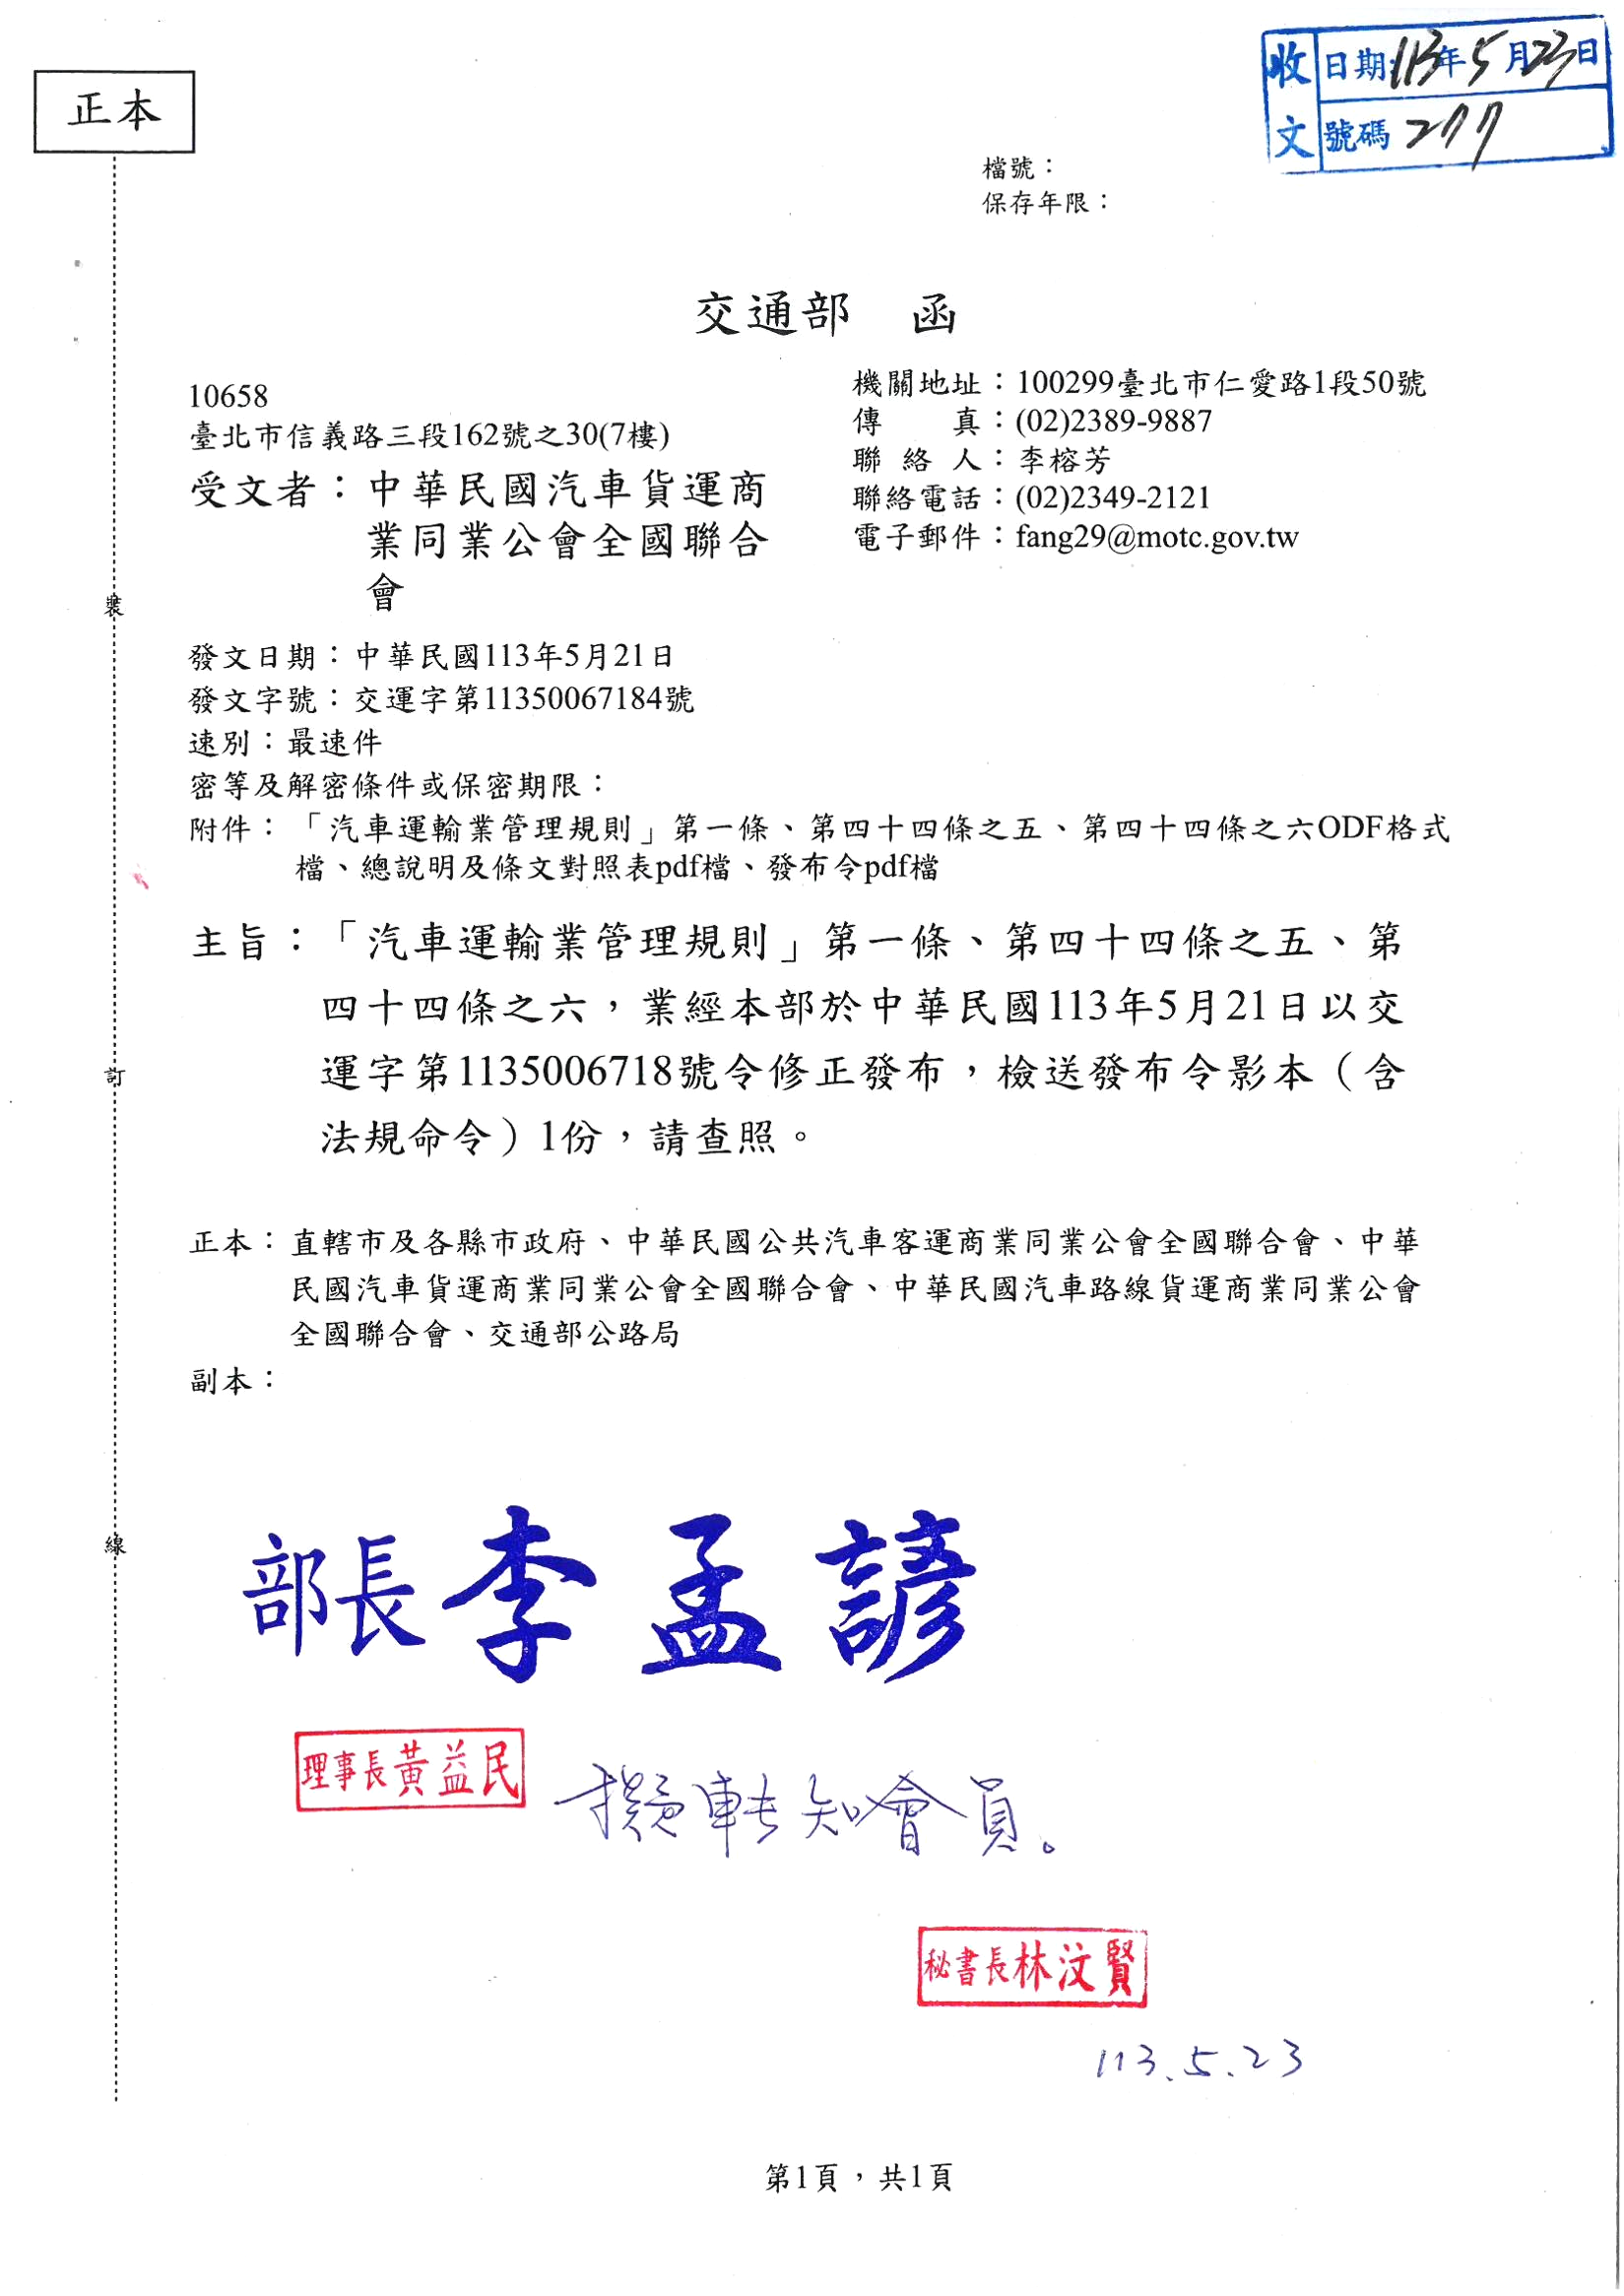 正本
收文
日期:113年5月23日
號碼 277
檔號：
保存年限：
交通部　函
10658
臺北市信義路三段162號之30(7樓)
受文者：中華民國汽車貨運商
業同業公會全國聯合
會
機關地址：100299臺北市仁愛路1段50號
傳　　真：(02)2389-9887
聯 絡 人：李榕芳
聯絡電話：(02)2349-2121
電子郵件：fang29@motc.gov.tw
發文日期：中華民國113年5月21日
發文字號：交運字第11350067184號
速別：最速件
密等及解密條件或保密期限：
附件：「汽車運輸業管理規則」第一條、第四十四條之五、第四十四條之六ODF格式
檔、總說明及條文對照表pdf檔、發布令pdf檔
主旨：「汽車運輸業管理規則」第一條、第四十四條之五、第
四十四條之六，業經本部於中華民國113年5月21日以交
運字第1135006718號令修正發布，檢送發布令影本（含
法規命令）1份，請查照。
正本：直轄市及各縣市政府、中華民國公共汽車客運商業同業公會全國聯合會、中華
民國汽車貨運商業同業公會全國聯合會、中華民國汽車路線貨運商業同業公會
全國聯合會、交通部公路局
副本：
裝
訂
線
部長 李孟諺
理事長黃益民
擬轉知會員。
秘書長林汶賢
113.5.23
第1頁，共1頁